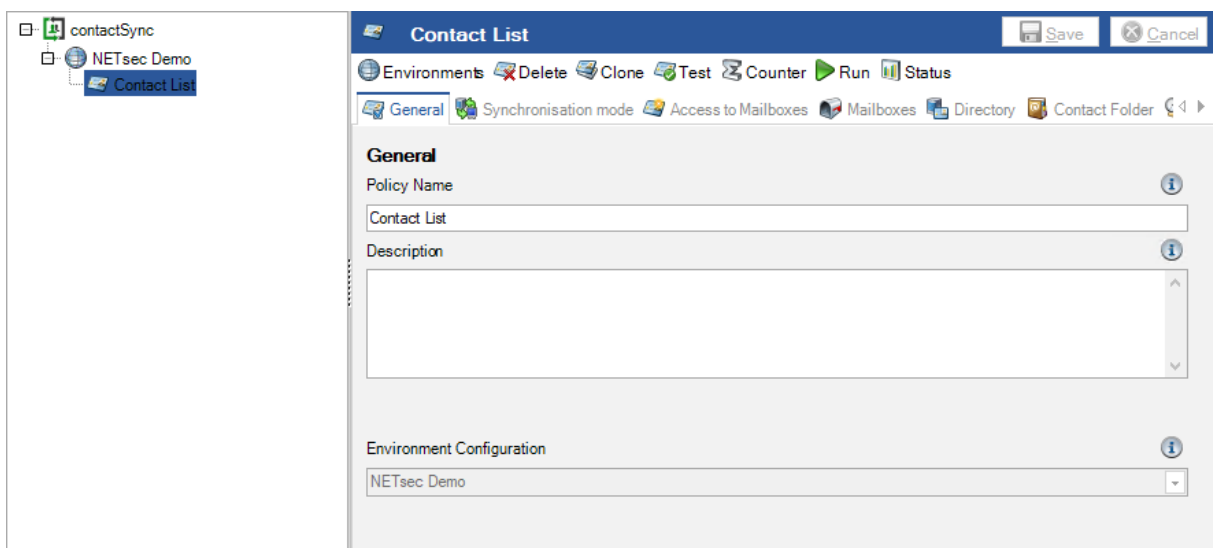 contactSync
NETsec Demo
Contact List
Contact List
Save
Cancel
Environments Delete Clone Test Counter Run Status
General Synchronisation mode Access to Mailboxes Mailboxes Directory Contact Folder
General
Policy Name
Contact List
Description
Environment Configuration
NETsec Demo